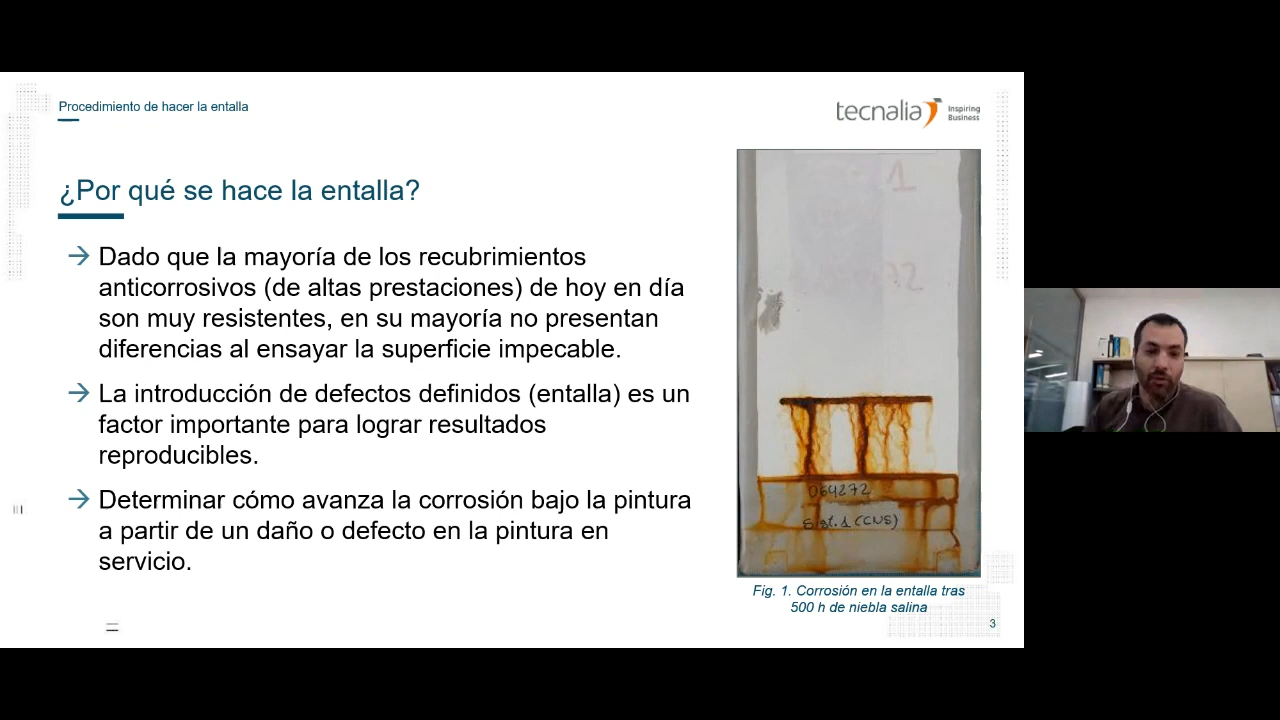 Procedimiento de hacer la entalla
tecnalia Inspiring
Business
¿Por qué se hace la entalla?
→ Dado que la mayoría de los recubrimientos
anticorrosivos (de altas prestaciones) de hoy en día
son muy resistentes, en su mayoría no presentan
diferencias al ensayar la superficie impecable.
→ La introducción de defectos definidos (entalla) es un
factor importante para lograr resultados
reproducibles.
→ Determinar cómo avanza la corrosión bajo la pintura
a partir de un daño o defecto en la pintura en
servicio.
1
064272
Sist. 1 (CNS)
Fig. 1. Corrosión en la entalla tras
500 h de niebla salina
3